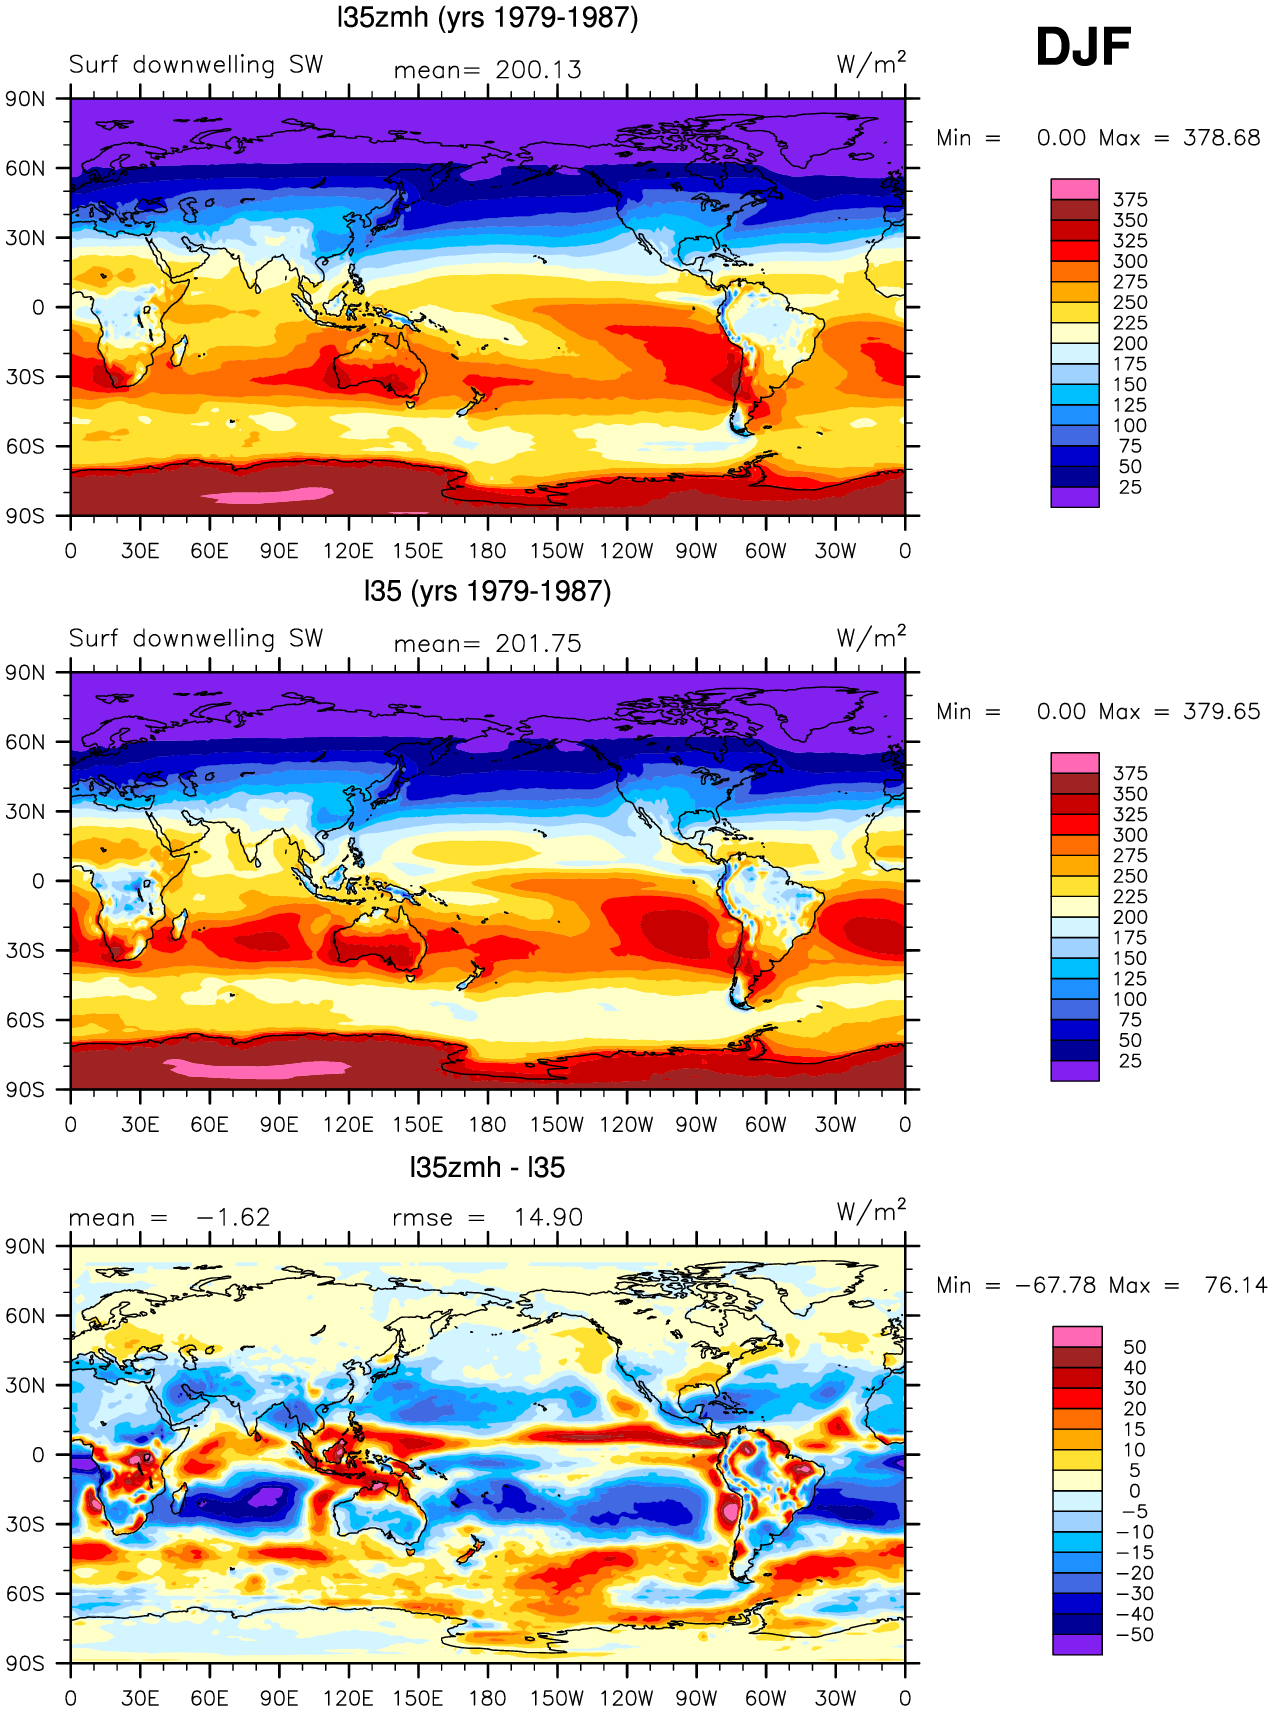 l35zmh (yrs 1979-1987)
DJF
Surf downwelling SW mean= 200.13 W/m²
Min = 0.00 Max = 378.68
90N
60N
30N
0
30S
60S
90S
0 30E 60E 90E 120E 150E 180 150W 120W 90W 60W 30W 0
375
350
325
300
275
250
225
200
175
150
125
100
75
50
25
l35 (yrs 1979-1987)
Surf downwelling SW mean= 201.75 W/m²
Min = 0.00 Max = 379.65
90N
60N
30N
0
30S
60S
90S
0 30E 60E 90E 120E 150E 180 150W 120W 90W 60W 30W 0
375
350
325
300
275
250
225
200
175
150
125
100
75
50
25
l35zmh - l35
mean = −1.62 rmse = 14.90 W/m²
Min = −67.78 Max = 76.14
90N
60N
30N
0
30S
60S
90S
0 30E 60E 90E 120E 150E 180 150W 120W 90W 60W 30W 0
50
40
30
20
15
10
5
0
−5
−10
−15
−20
−30
−40
−50